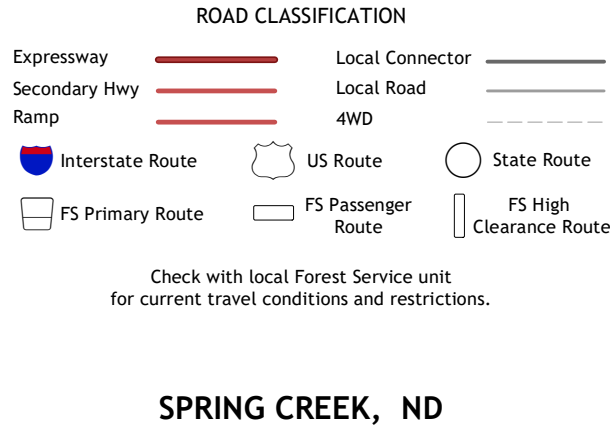 ROAD CLASSIFICATION
Expressway
Local Connector
Secondary Hwy
Local Road
Ramp
4WD
Interstate Route
US Route
State Route
FS Primary Route
FS Passenger
Route
FS High
Clearance Route
Check with local Forest Service unit
for current travel conditions and restrictions.
SPRING CREEK, ND